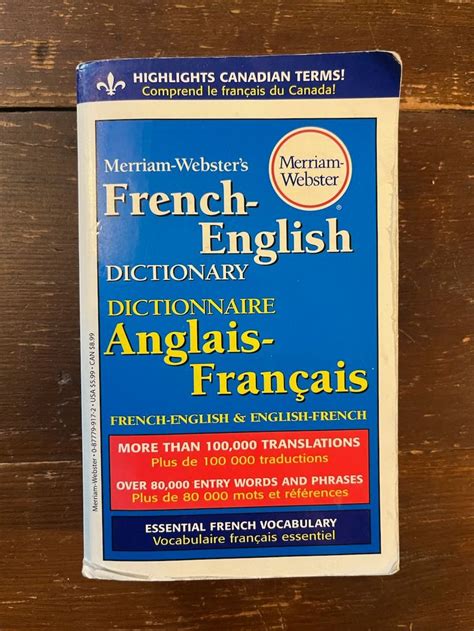 HIGHLIGHTS CANADIAN TERMS!
Comprend le français du Canada!
Merriam-Webster's
Merriam-
Webster
®
French-
English
DICTIONARY
DICTIONNAIRE
Anglais-
Français
FRENCH-ENGLISH & ENGLISH-FRENCH
MORE THAN 100,000 TRANSLATIONS
Plus de 100 000 traductions
OVER 80,000 ENTRY WORDS AND PHRASES
Plus de 80 000 mots et références
ESSENTIAL FRENCH VOCABULARY
Vocabulaire français essentiel
Merriam-Webster • 0-87779-917-2 • USA $5.99 • CAN $8.99